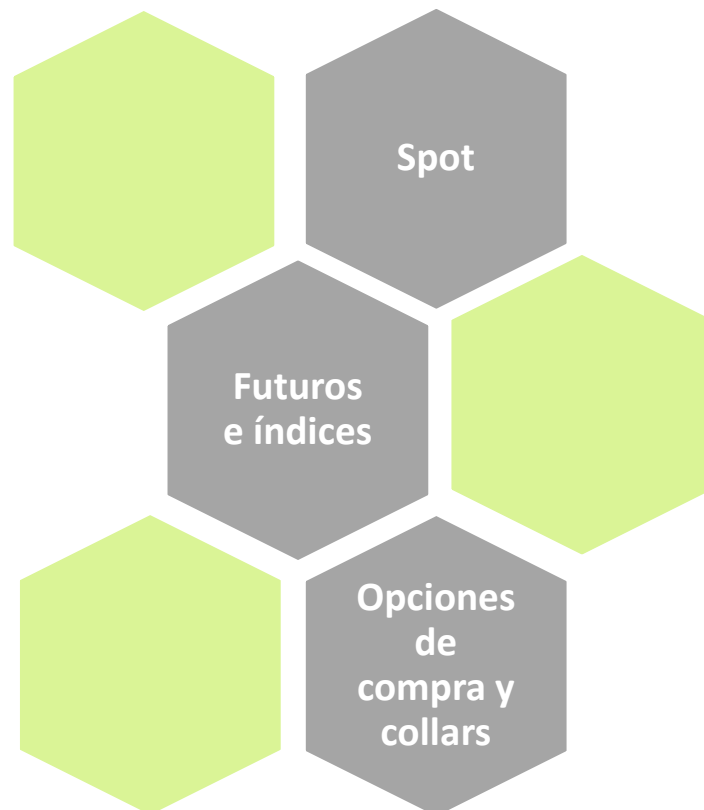 Spot
Futuros
e índices
Opciones
de
compra y
collars